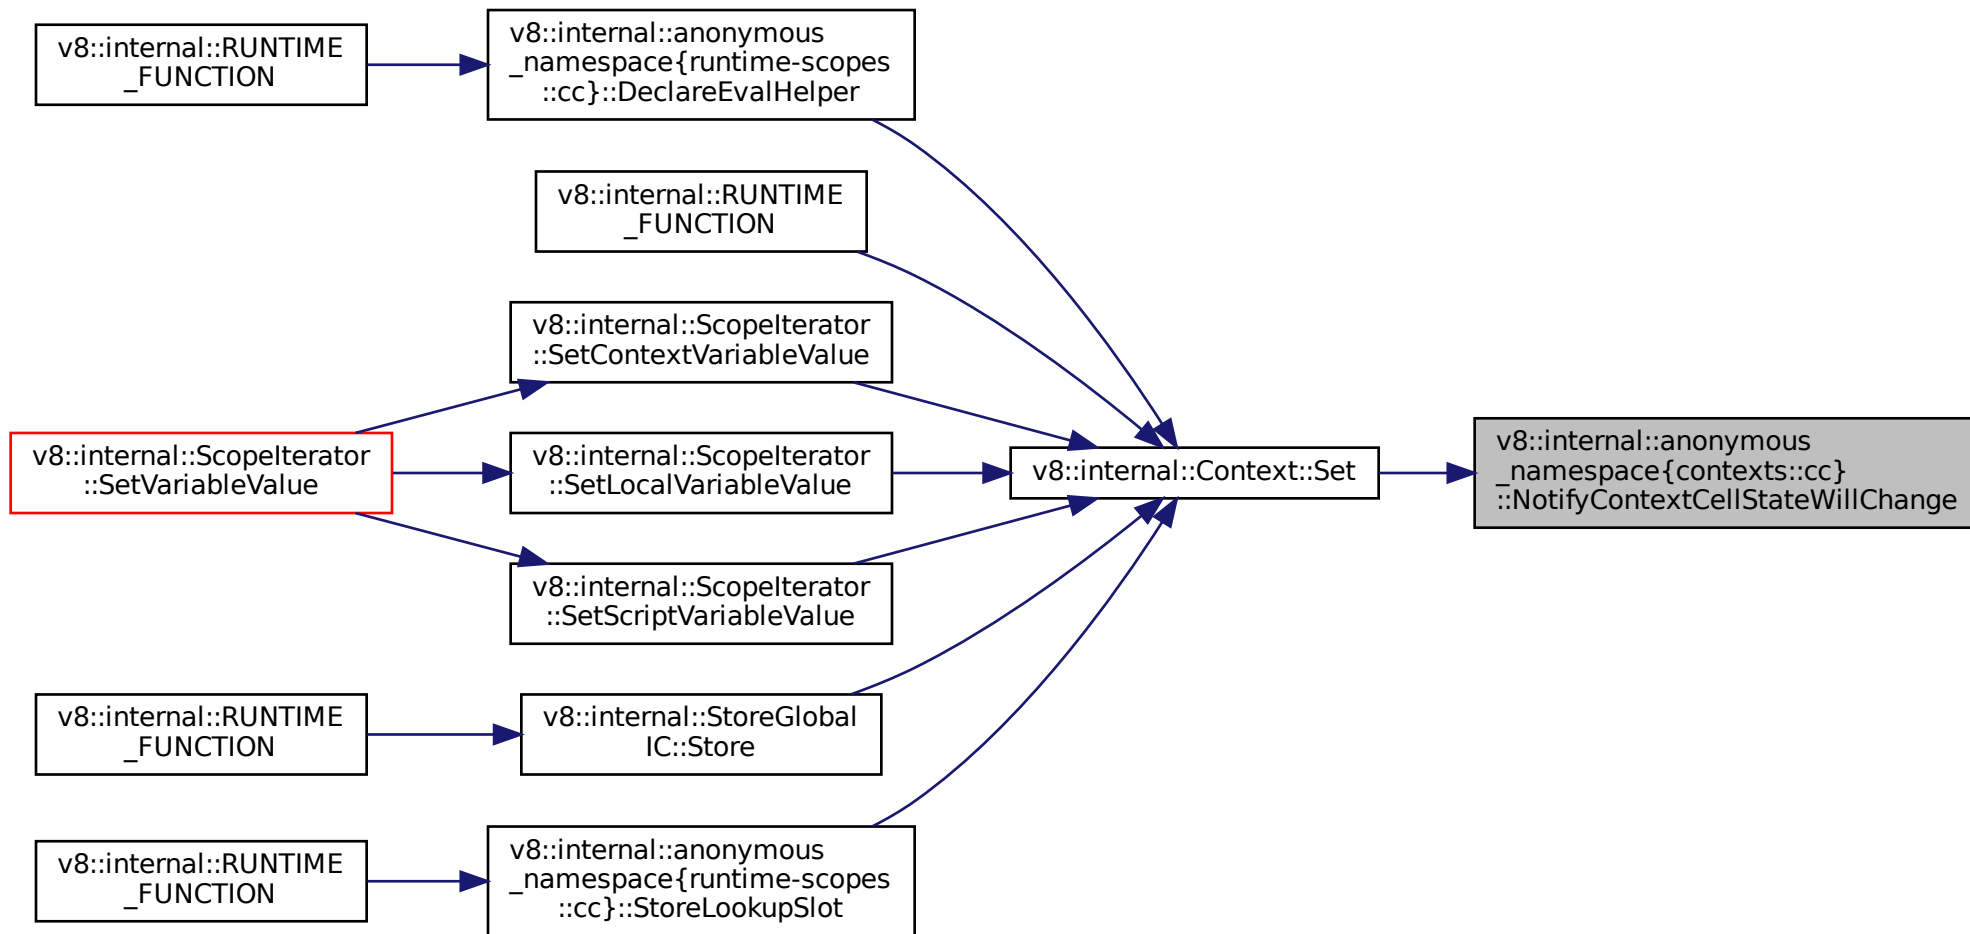 v8::internal::RUNTIME
_FUNCTION
v8::internal::anonymous
_namespace{runtime-scopes
::cc}::DeclareEvalHelper
v8::internal::RUNTIME
_FUNCTION
v8::internal::ScopeIterator
::SetContextVariableValue
v8::internal::ScopeIterator
::SetVariableValue
v8::internal::ScopeIterator
::SetLocalVariableValue
v8::internal::Context::Set
v8::internal::anonymous
_namespace{contexts::cc}
::NotifyContextCellStateWillChange
v8::internal::ScopeIterator
::SetScriptVariableValue
v8::internal::RUNTIME
_FUNCTION
v8::internal::StoreGlobal
IC::Store
v8::internal::RUNTIME
_FUNCTION
v8::internal::anonymous
_namespace{runtime-scopes
::cc}::StoreLookupSlot